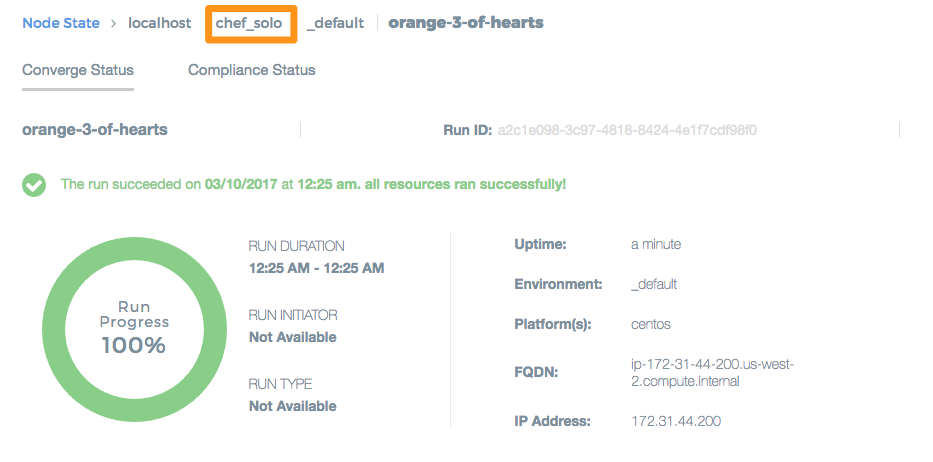 Node State > localhost chef_solo _default orange-3-of-hearts
Converge Status Compliance Status
orange-3-of-hearts Run ID: a2c1e098-3c97-4818-8424-4e1f7cdf98f0
The run succeeded on 03/10/2017 at 12:25 am. all resources ran successfully!
Run
Progress
100%
RUN DURATION
12:25 AM - 12:25 AM
RUN INITIATOR
Not Available
RUN TYPE
Not Available
Uptime: a minute
Environment: _default
Platform(s): centos
FQDN: ip-172-31-44-200.us-west-
2.compute.internal
IP Address: 172.31.44.200